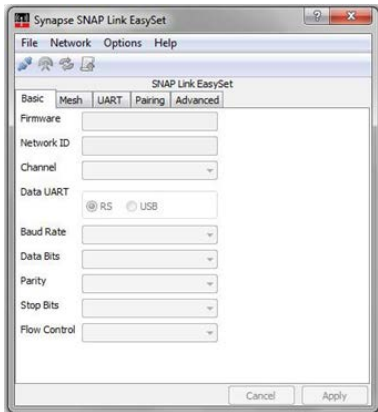 Synapse SNAP Link EasySet
File Network Options Help
SNAP Link EasySet
Basic Mesh UART Pairing Advanced
Firmware
Network ID
Channel
Data UART
RS USB
Baud Rate
Data Bits
Parity
Stop Bits
Flow Control
Cancel Apply